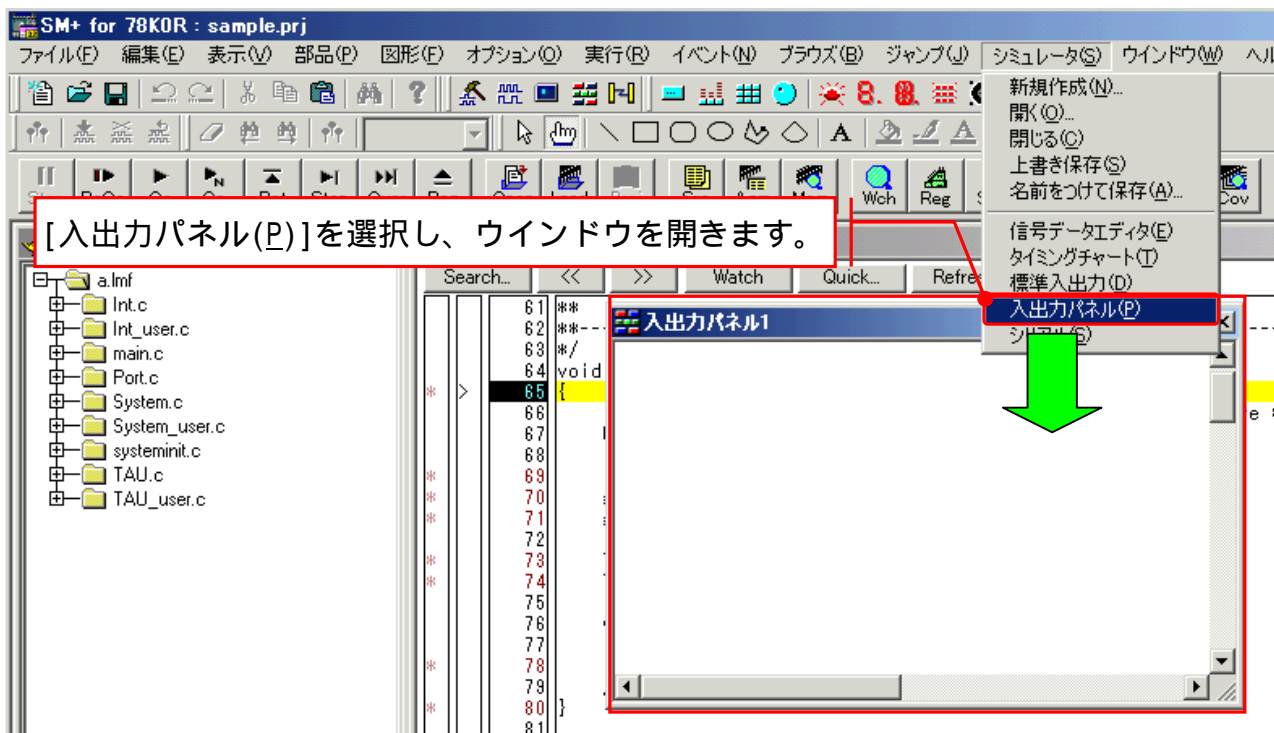 SM+ for 78K0R : sample.prj
ファイル(F) 編集(E) 表示(V) 部品(P) 図形(F) オプション(O) 実行(R) イベント(N) ブラウズ(B) ジャンプ(J) シミュレータ(S) ウインドウ(W)
新規作成(N)...
開く(O)...
閉じる(C)
上書き保存(S)
名前をつけて保存(A)...
信号データエディタ(E)
タイミングチャート(T)
標準入出力(D)
入出力パネル(P)
シリアル(S)
Wch Reg Cov
[入出力パネル(P)]を選択し、ウインドウを開きます。
Search... << >> Watch Quick...
a.lmf
Int.c
Int_user.c
main.c
Port.c
System.c
System_user.c
systeminit.c
TAU.c
TAU_user.c
入出力パネル1
61 **
62 **---
63 */
64 void
65 {
66
67
68
69
70
71
72
73
74
75
76
77
78
79
80 }
81